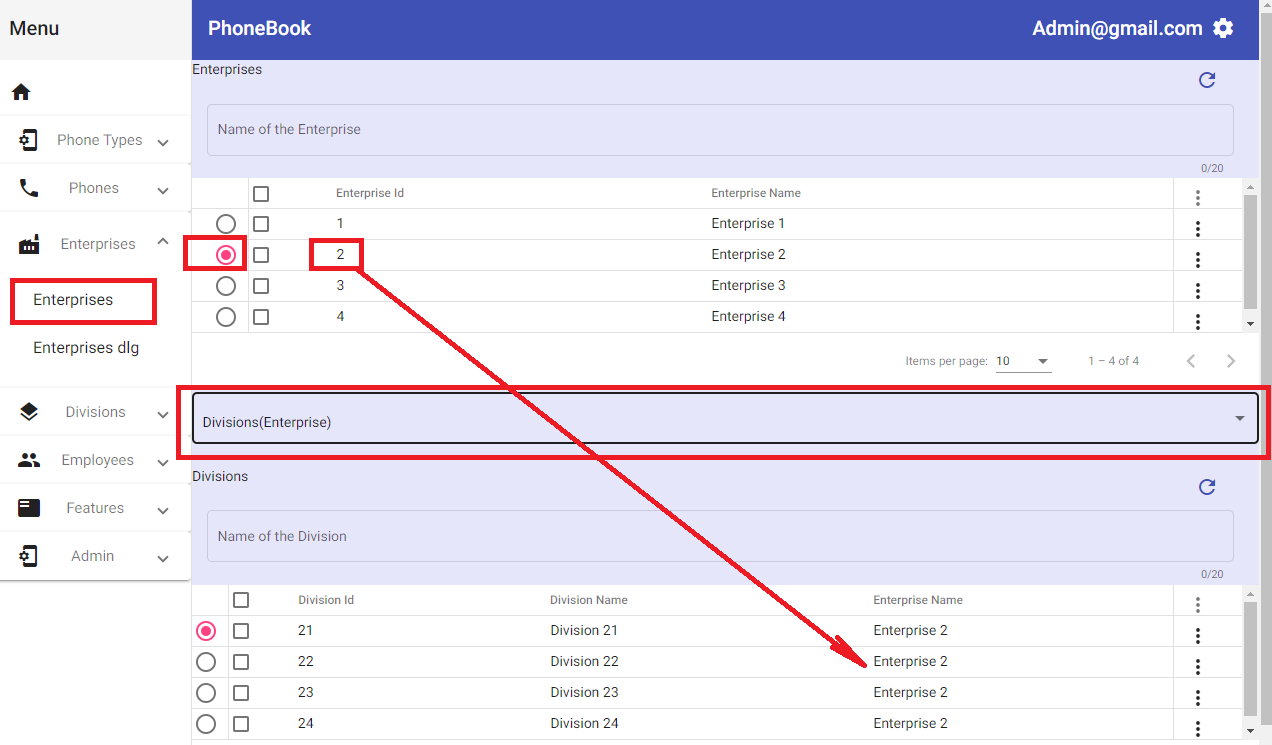 Menu
PhoneBook
Admin@gmail.com
Phone Types
Phones
Enterprises
Enterprises
Enterprises dlg
Divisions
Employees
Features
Admin
Enterprises
Name of the Enterprise
0/20
Enterprise Id Enterprise Name
1 Enterprise 1
2 Enterprise 2
3 Enterprise 3
4 Enterprise 4
Items per page: 10 1 – 4 of 4
Divisions(Enterprise)
Divisions
Name of the Division
0/20
Division Id Division Name Enterprise Name
21 Division 21 Enterprise 2
22 Division 22 Enterprise 2
23 Division 23 Enterprise 2
24 Division 24 Enterprise 2